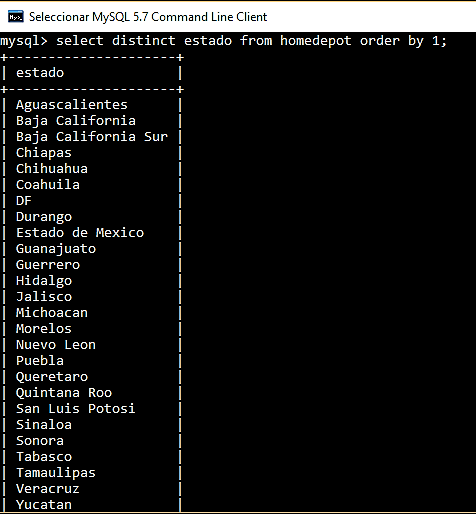 Seleccionar MySQL 5.7 Command Line Client
mysql> select distinct estado from homedepot order by 1;
+---------------------+
| estado              |
+---------------------+
| Aguascalientes      |
| Baja California     |
| Baja California Sur |
| Chiapas             |
| Chihuahua           |
| Coahuila            |
| DF                  |
| Durango             |
| Estado de Mexico    |
| Guanajuato          |
| Guerrero            |
| Hidalgo             |
| Jalisco             |
| Michoacan           |
| Morelos             |
| Nuevo Leon          |
| Puebla              |
| Queretaro           |
| Quintana Roo        |
| San Luis Potosi     |
| Sinaloa             |
| Sonora              |
| Tabasco             |
| Tamaulipas          |
| Veracruz            |
| Yucatan             |